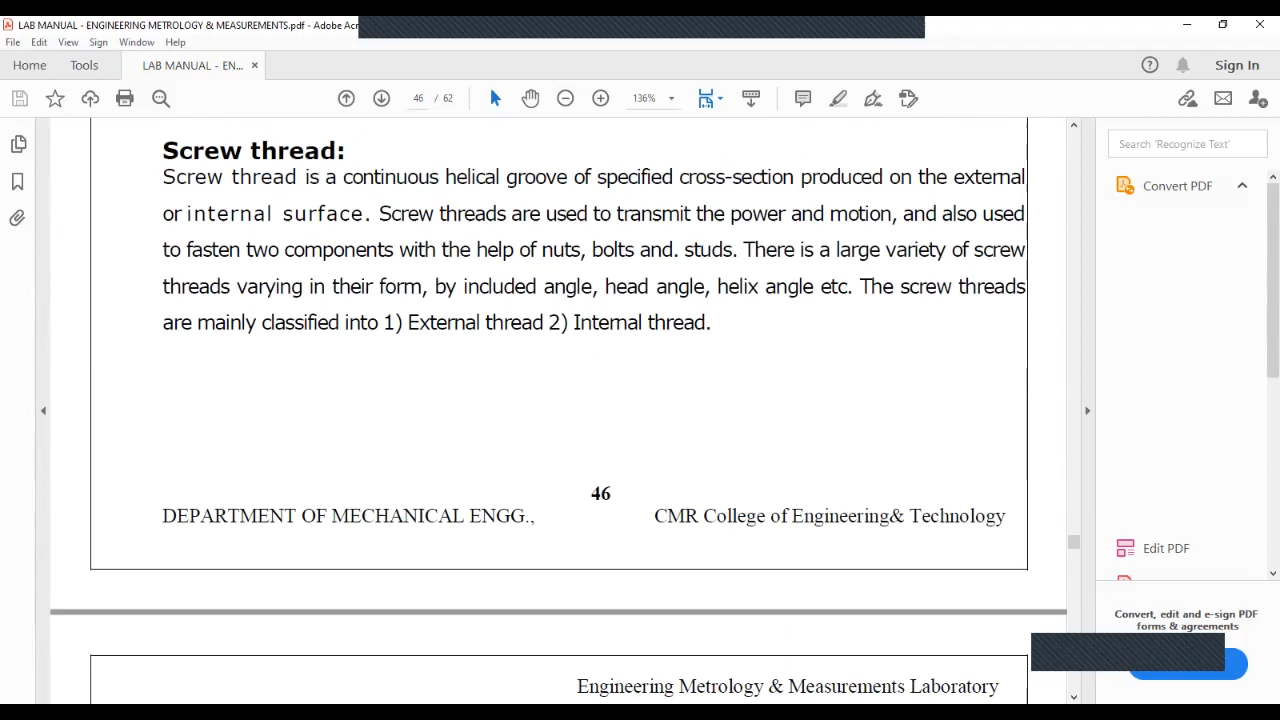 LAB MANUAL - ENGINEERING METROLOGY & MEASUREMENTS.pdf - Adobe Acr
File Edit View Sign Window Help
Home Tools LAB MANUAL - EN... × Sign In
46 / 62 136%
Search 'Recognize Text'
Convert PDF
Screw thread:
Screw thread is a continuous helical groove of specified cross-section produced on the external
or internal surface. Screw threads are used to transmit the power and motion, and also used
to fasten two components with the help of nuts, bolts and. studs. There is a large variety of screw
threads varying in their form, by included angle, head angle, helix angle etc. The screw threads
are mainly classified into 1) External thread 2) Internal thread.
46
DEPARTMENT OF MECHANICAL ENGG., CMR College of Engineering& Technology
Edit PDF
Convert, edit and e-sign PDF
forms & agreements
Engineering Metrology & Measurements Laboratory